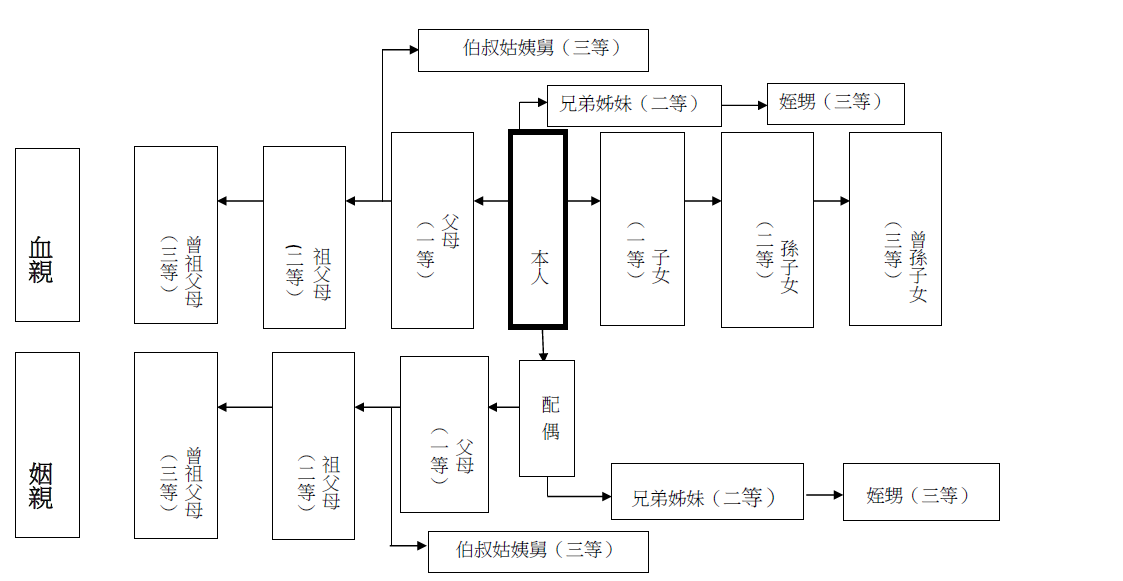 伯叔姑姨舅（三等）
兄弟姊妹（二等）
姪甥（三等）
血親
曾祖父母
（三等）
祖父母
（二等）
父母
（一等）
本人
子女
（一等）
孫子女
（二等）
曾孫子女
（三等）
姻親
曾祖父母
（三等）
祖父母
（二等）
父母
（一等）
配偶
兄弟姊妹（二等）
姪甥（三等）
伯叔姑姨舅（三等）